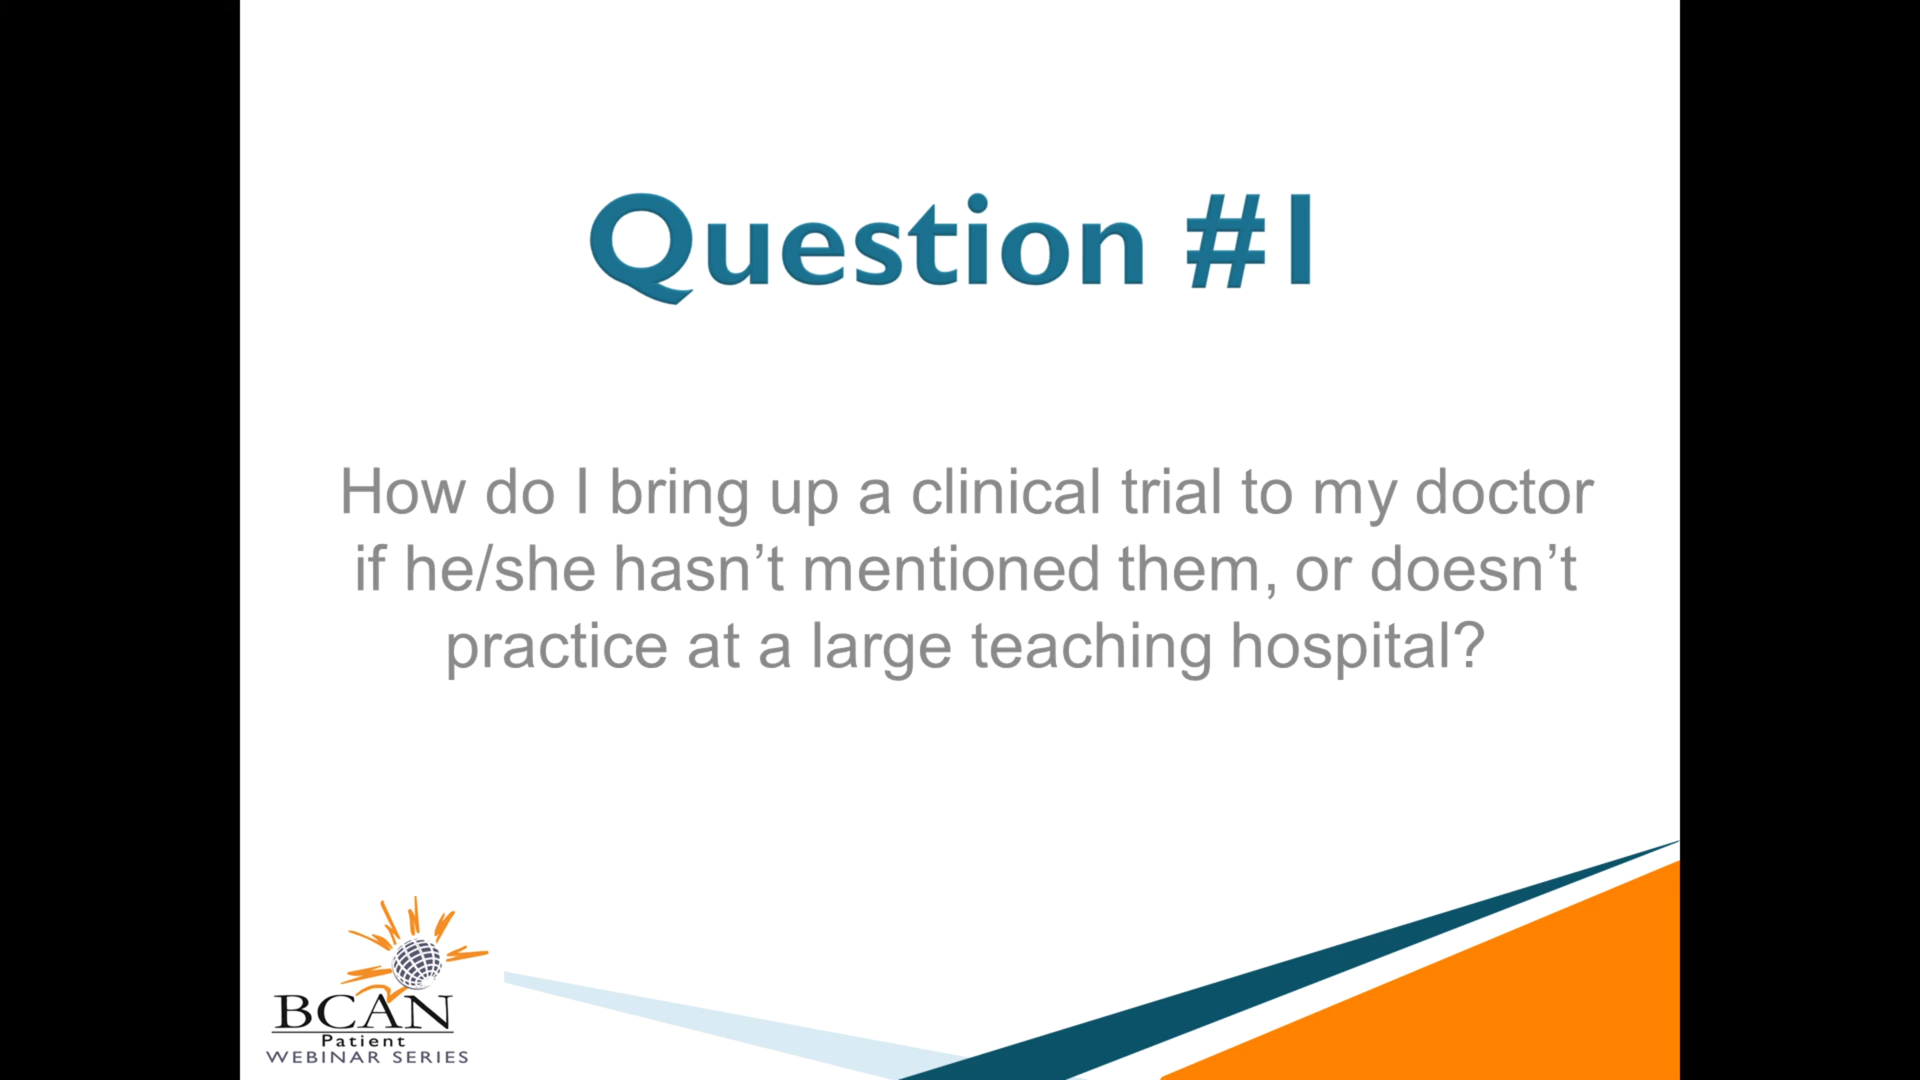 Question #1
How do I bring up a clinical trial to my doctor
if he/she hasn’t mentioned them, or doesn’t
practice at a large teaching hospital?
BCAN
Patient
WEBINAR SERIES